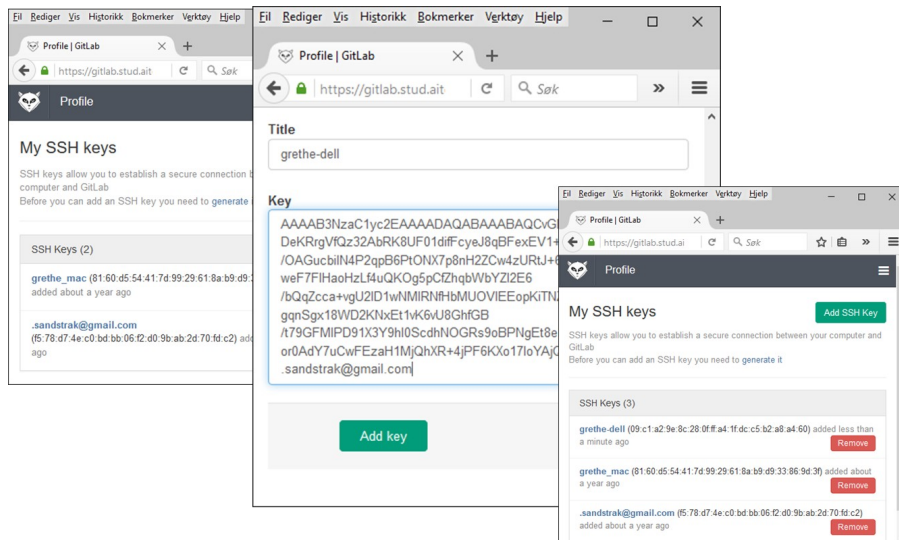 Fil Rediger Vis Historikk Bokmerker Verktøy Hjelp
Profile | GitLab
https://gitlab.stud.ait
Søk
Profile
My SSH keys
SSH keys allow you to establish a secure connection
computer and GitLab
Before you can add an SSH key you need to generate
SSH Keys (2)
grethe_mac (81:60:d5:54:41:7d:99:29:61:8a:b9:d9:
added about a year ago
.sandstrak@gmail.com
(f5:78:d7:4e:c0:bd:bb:06:f2:d0:9b:ab:2d:70:fd:c2)
ago
Fil Rediger Vis Historikk Bokmerker Verktøy Hjelp
Profile | GitLab
https://gitlab.stud.ait
Søk
Title
grethe-dell
Key
AAAAB3NzaC1yc2EAAAADAQABAAABAQCvG
DeKRrgVfQz32AbRK8UF01difFcyeJ8qBFexEV1+
/OAGucbilN4P2qpB6PtONX7p8nH2ZCw4zURtJ+
weF7FlHaoHzLf4uQKOg5pCfZhqbWbYZl2E6
/bQqZcca+vgU2ID1wNMIRNfHbMUOVlEEopKiTN
gqnSgx18WD2KNxEt1vK6vU8GhfGB
/t79GFMlPD91X3Y9hl0ScdhNOGRs9oBPNgEt8e
or0AdY7uCwFEzaH1MjQhXR+4jPF6KXo17IoYAj
.sandstrak@gmail.com
Add key
Fil Rediger Vis Historikk Bokmerker Verktøy Hjelp
Profile | GitLab
https://gitlab.stud.ai
Søk
Profile
My SSH keys
Add SSH Key
SSH keys allow you to establish a secure connection between your computer and
GitLab
Before you can add an SSH key you need to generate it
SSH Keys (3)
grethe-dell (09:c1:a2:9e:8c:28:0f:ff:a4:1f:dc:c5:b2:a8:a4:60) added less than
a minute ago
Remove
grethe_mac (81:60:d5:54:41:7d:99:29:61:8a:b9:d9:33:86:9d:3f) added about
a year ago
Remove
.sandstrak@gmail.com (f5:78:d7:4e:c0:bd:bb:06:f2:d0:9b:ab:2d:70:fd:c2)
added about a year ago
Remove